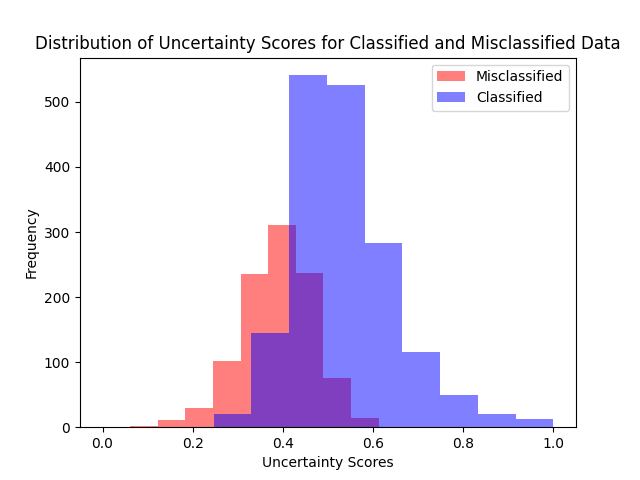 Distribution of Uncertainty Scores for Classified and Misclassified Data
Misclassified
Classified
Frequency
500
400
300
200
100
0
0.0 0.2 0.4 0.6 0.8 1.0
Uncertainty Scores